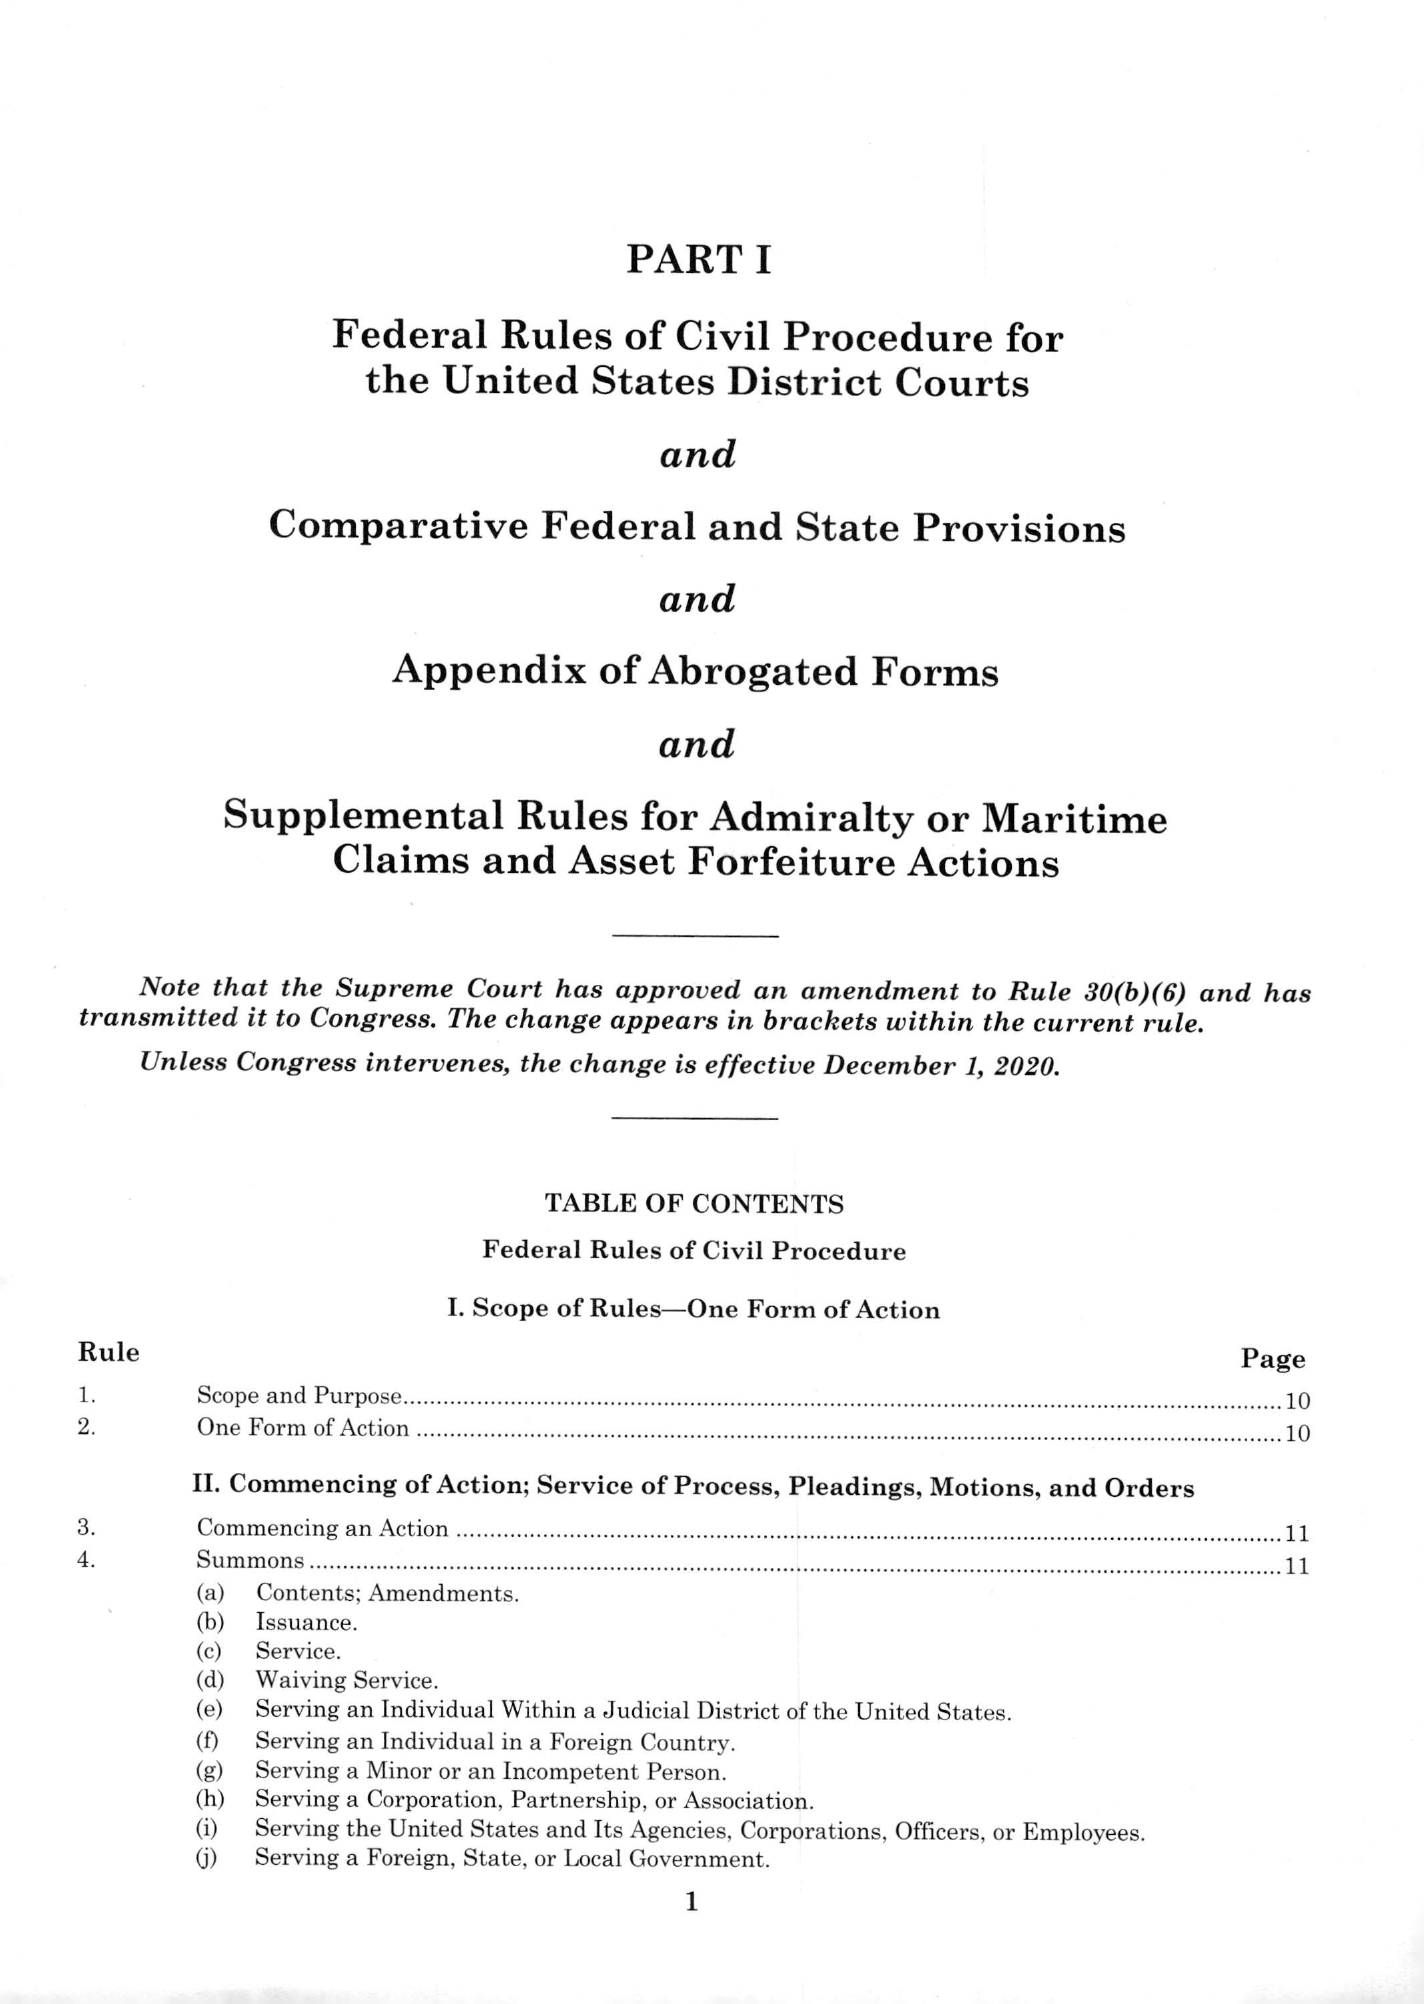 PART I
Federal Rules of Civil Procedure for
the United States District Courts
and
Comparative Federal and State Provisions
and
Appendix of Abrogated Forms
and
Supplemental Rules for Admiralty or Maritime
Claims and Asset Forfeiture Actions
Note that the Supreme Court has approved an amendment to Rule 30(b)(6) and has
transmitted it to Congress. The change appears in brackets within the current rule.
Unless Congress intervenes, the change is effective December 1, 2020.
TABLE OF CONTENTS
Federal Rules of Civil Procedure
I. Scope of Rules—One Form of Action
Rule Page
1. Scope and Purpose 10
2. One Form of Action 10
II. Commencing of Action; Service of Process, Pleadings, Motions, and Orders
3. Commencing an Action 11
4. Summons 11
(a) Contents; Amendments.
(b) Issuance.
(c) Service.
(d) Waiving Service.
(e) Serving an Individual Within a Judicial District of the United States.
(f) Serving an Individual in a Foreign Country.
(g) Serving a Minor or an Incompetent Person.
(h) Serving a Corporation, Partnership, or Association.
(i) Serving the United States and Its Agencies, Corporations, Officers, or Employees.
(j) Serving a Foreign, State, or Local Government.
1